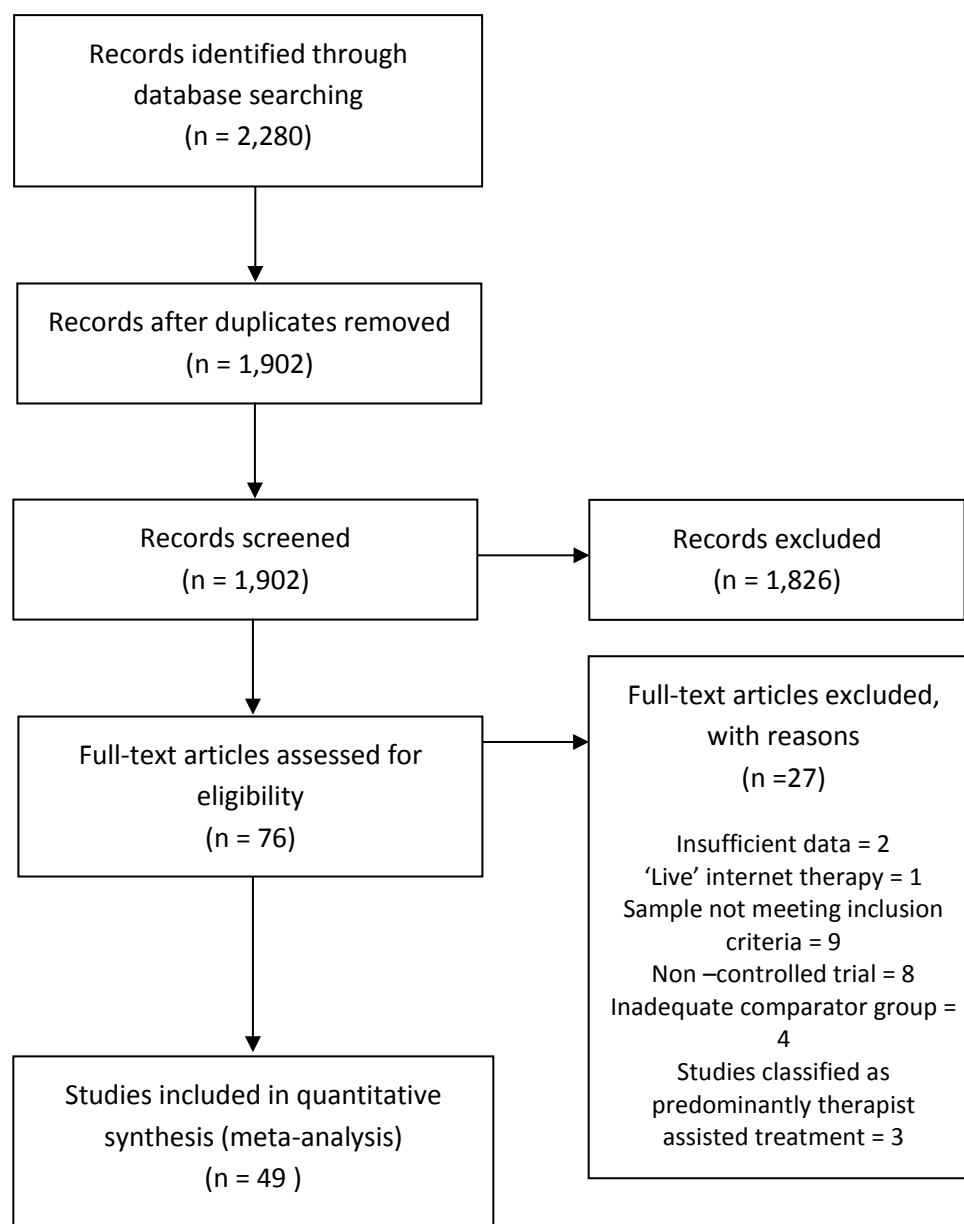 Records identified through
database searching
(n = 2,280)
Records after duplicates removed
(n = 1,902)
Records screened
(n = 1,902)
Records excluded
(n = 1,826)
Full-text articles assessed for
eligibility
(n = 76)
Full-text articles excluded,
with reasons
(n =27)
Insufficient data = 2
‘Live’ internet therapy = 1
Sample not meeting inclusion
criteria = 9
Non –controlled trial = 8
Inadequate comparator group =
4
Studies classified as
predominantly therapist
assisted treatment = 3
Studies included in quantitative
synthesis (meta-analysis)
(n = 49 )